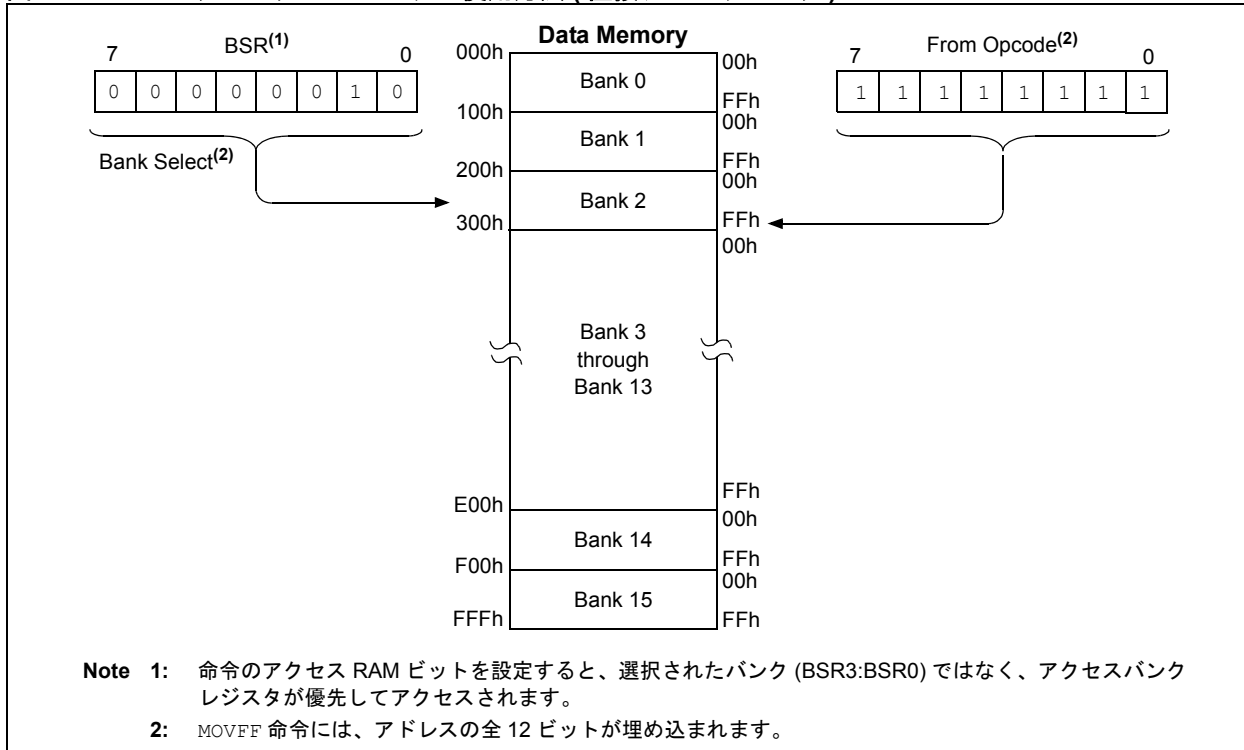 7 BSR(1) 0
0 0 0 0 0 0 1 0
Bank Select(2)
Data Memory
000h
Bank 0
00h
FFh
100h
Bank 1
00h
FFh
200h
Bank 2
00h
FFh
300h
Bank 3
through
Bank 13
00h
FFh
E00h
Bank 14
00h
FFh
F00h
Bank 15
00h
FFFh
FFh
7 From Opcode(2) 0
1 1 1 1 1 1 1 1
Note 1: 命令のアクセス RAM ビットを設定すると、選択されたバンク (BSR3:BSR0) ではなく、アクセスバンク
レジスタが優先してアクセスされます。
2: MOVFF 命令には、アドレスの全 12 ビットが埋め込まれます。